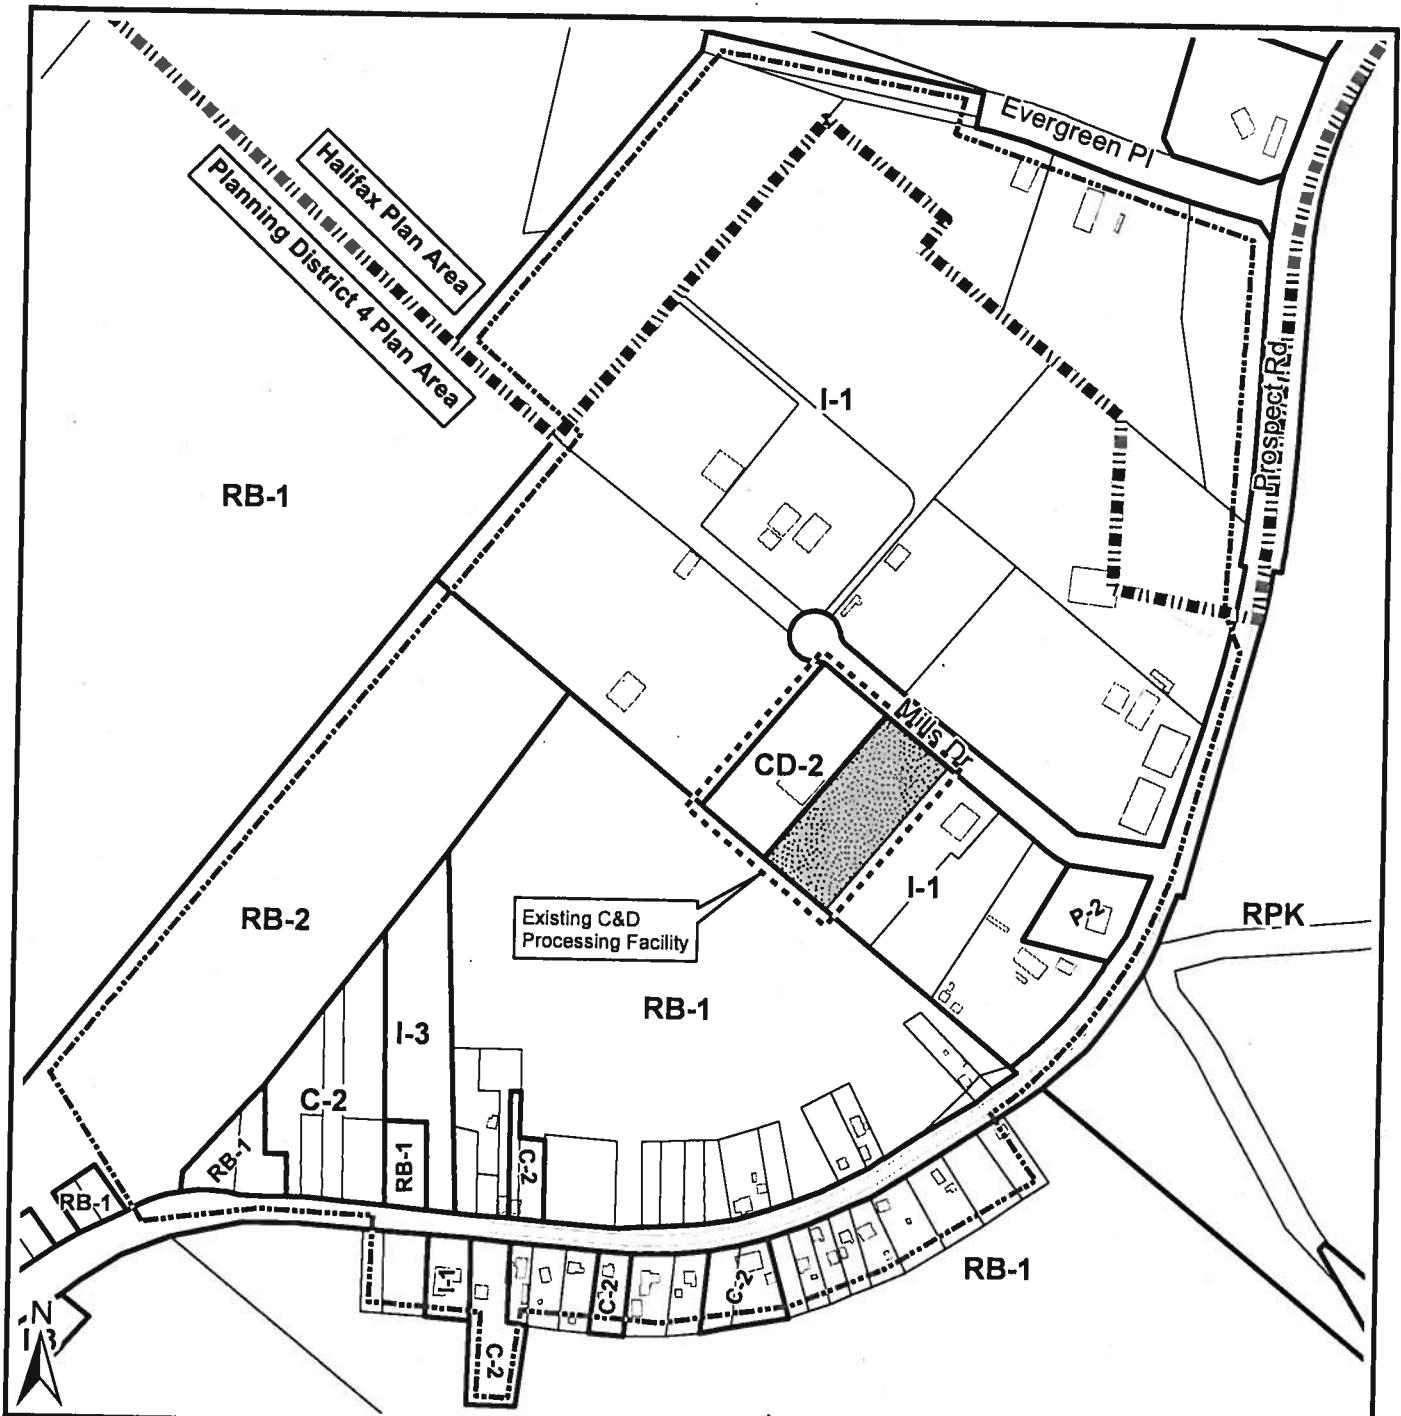 Evergreen Pl
Halifax Plan Area
Planning District 4 Plan Area
Prospect Rd
I-1
RB-1
Mills Dr
CD-2
I-1
P-2
RPK
RB-2
Existing C&D
Processing Facility
RB-1
I-3
C-2
RB-1
RB-1
C-2
RB-1
RB-1
I-1
C-2
C-2
C-2
N